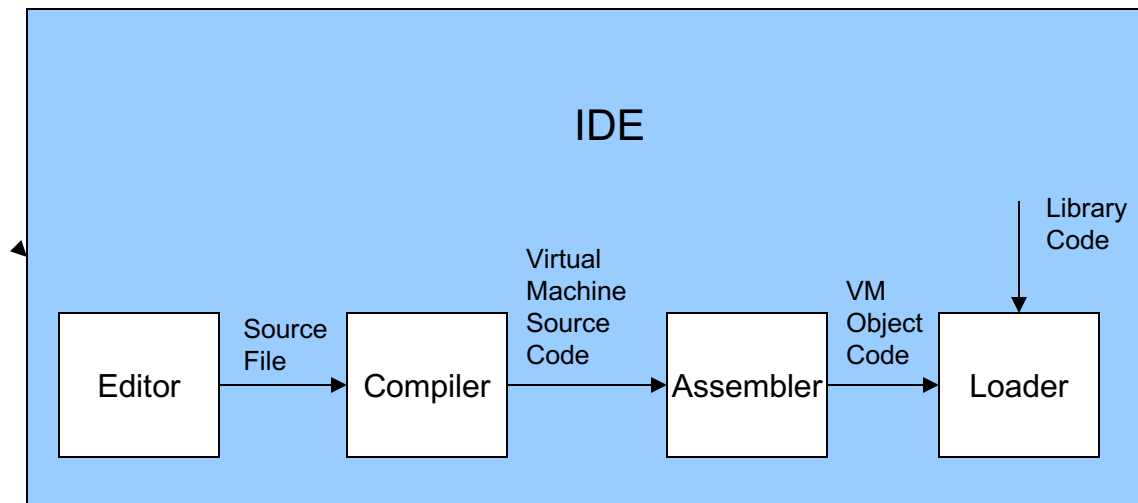 IDE
Library
Code
Virtual
Machine
Source
Code
VM
Object
Code
Source
File
Editor
Compiler
Assembler
Loader